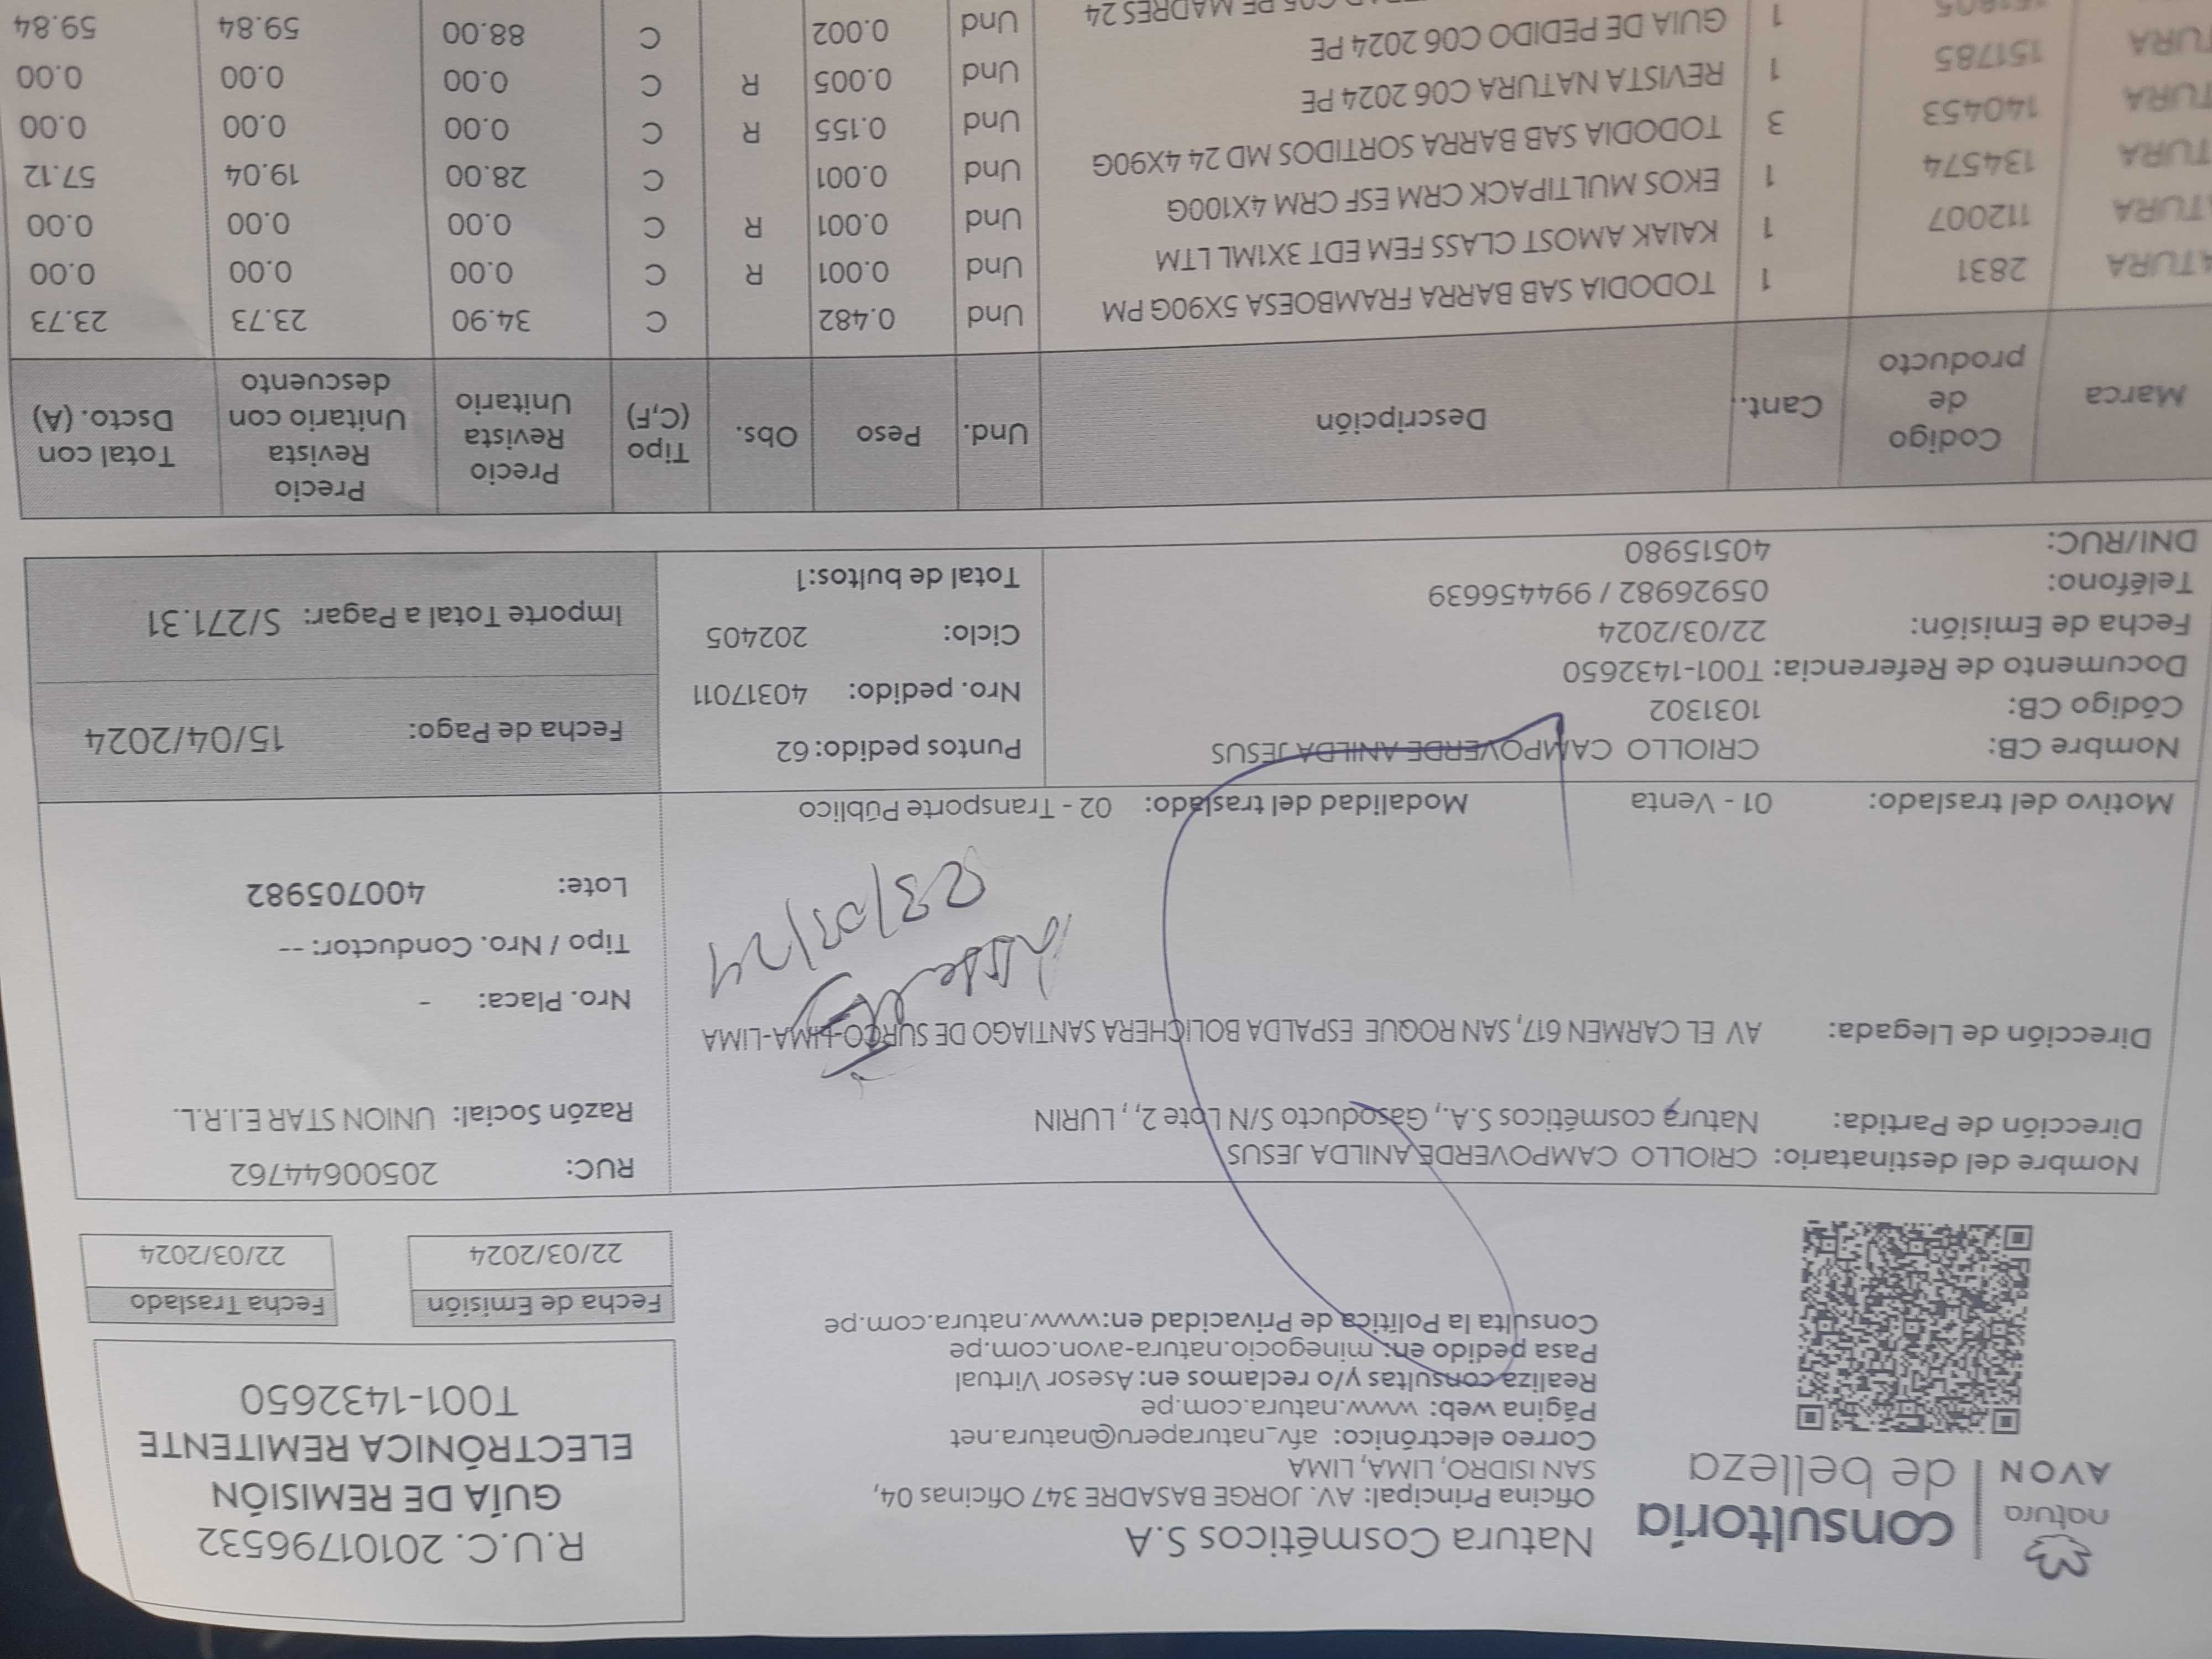 natura
AVON
consultoría
de belleza
Natura Cosméticos S.A
Oficina Principal: AV. JORGE BASADRE 347 Oficinas 04,
SAN ISIDRO, LIMA, LIMA
Correo electrónico: afv_naturaperu@natura.net
Página web: www.natura.com.pe
Realiza consultas y/o reclamos en: Asesor Virtual
Pasa pedido en: minegocio.natura-avon.com.pe
Consulta la Política de Privacidad en:www.natura.com.pe
R.U.C. 20101796532
GUÍA DE REMISIÓN
ELECTRÓNICA REMITENTE
T001-1432650
Fecha de Emisión Fecha Traslado
22/03/2024 22/03/2024
Nombre del destinatario: CRIOLLO CAMPOVERDE ANILDA JESUS
Dirección de Partida: Natura cosméticos S.A., Gasoducto S/N Lote 2, , LURIN
Dirección de Llegada: AV EL CARMEN 617, SAN ROQUE ESPALDA BOLICHERA SANTIAGO DE SURCO-LIMA-LIMA
RUC: 20500644762
Razón Social: UNION STAR E.I.R.L.
Nro. Placa: -
Tipo / Nro. Conductor: --
Lote: 400705982
23/03/24
Motivo del traslado: 01 - Venta Modalidad del traslado: 02 - Transporte Público
Nombre CB: CRIOLLO CAMPOVERDE ANILDA JESUS
Código CB: 1031302
Documento de Referencia: T001-1432650
Fecha de Emisión: 22/03/2024
Teléfono: 05926982 / 994456639
DNI/RUC: 40515980
Puntos pedido: 62
Nro. pedido: 40317011
Ciclo: 202405
Total de bultos:1
Fecha de Pago: 15/04/2024
Importe Total a Pagar: S/271.31
Marca Codigo de producto Cant. Descripción Und. Peso Obs. Tipo (C,F) Precio Revista Unitario Precio Revista Unitario con descuento Total con Dscto. (A)
ATURA 2831 1 TODODIA SAB BARRA FRAMBOESA 5X90G PM Und 0.482 C 34.90 23.73 23.73
ATURA 112007 1 KAIAK AMOST CLASS FEM EDT 3X1ML LTM Und 0.001 R C 0.00 0.00 0.00
TURA 134574 1 EKOS MULTIPACK CRM ESF CRM 4X100G Und 0.001 R C 0.00 0.00 0.00
TURA 140453 3 TODODIA SAB BARRA SORTIDOS MD 24 4X90G Und 0.001 C 28.00 19.04 57.12
TURA 151785 1 REVISTA NATURA C06 2024 PE Und 0.155 R C 0.00 0.00 0.00
TURA 1 GUIA DE PEDIDO C06 2024 PE Und 0.005 R C 0.00 0.00 0.00
C05 PE MADRES 24 Und 0.002 C 88.00 59.84 59.84